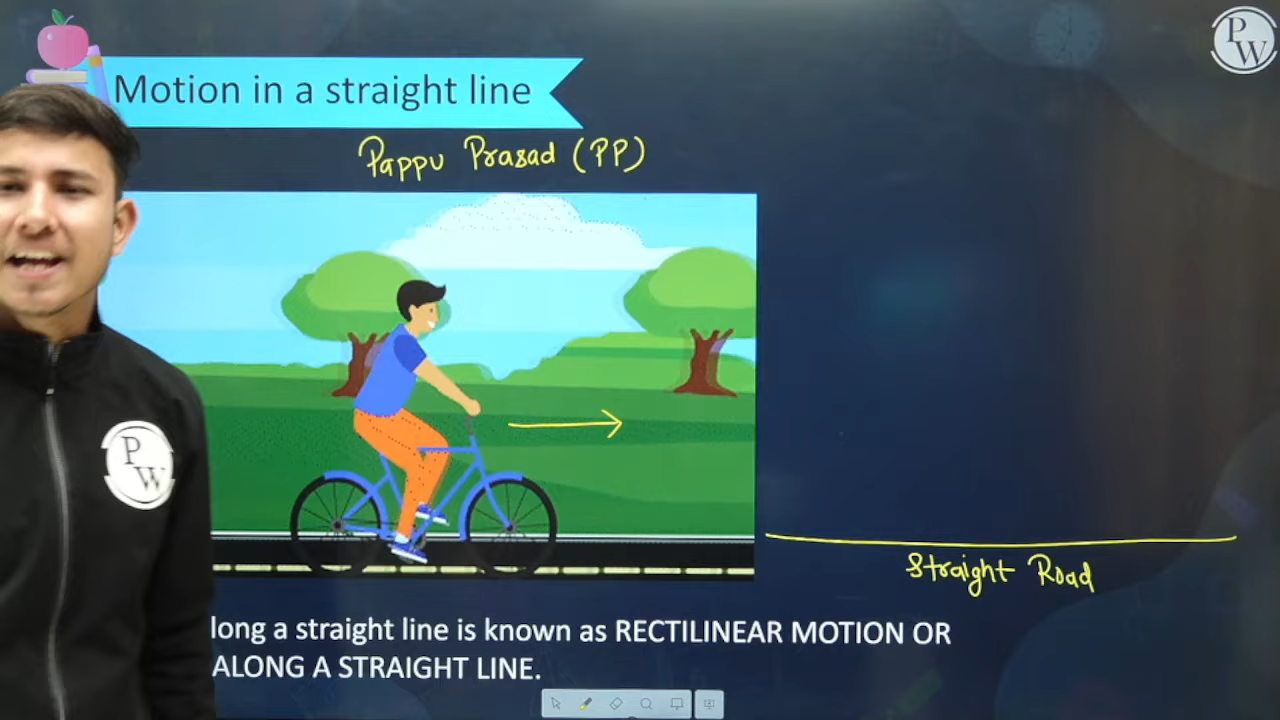 PW
Motion in a straight line
Pappu Prasad (PP)
PW
Straight Road
long a straight line is known as RECTILINEAR MOTION OR
ALONG A STRAIGHT LINE.